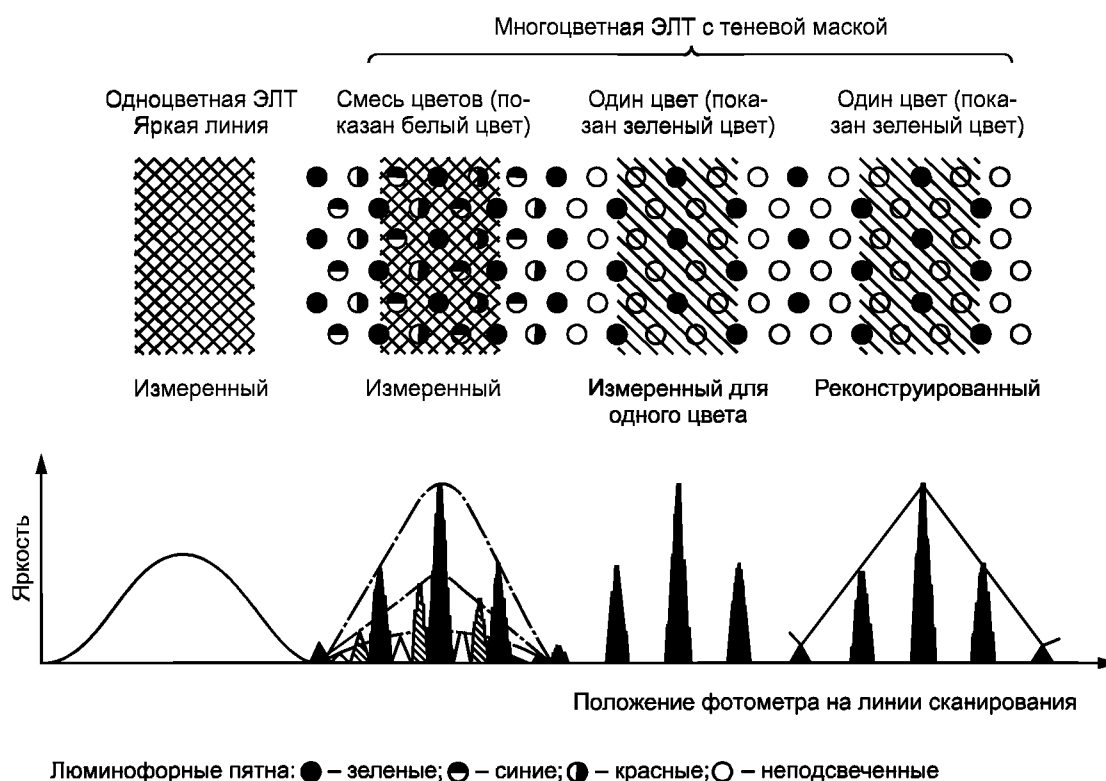 Многоцветная ЭЛТ с теневой маской
Одноцветная ЭЛТ
Яркая линия
Смесь цветов (по-
казан белый цвет)
Один цвет (пока-
зан зеленый цвет)
Один цвет (пока-
зан зеленый цвет)
Измеренный
Измеренный
Измеренный для
одного цвета
Реконструированный
Яркость
Положение фотометра на линии сканирования
Люминофорные пятна: – зеленые; – синие; – красные; – неподсвеченные